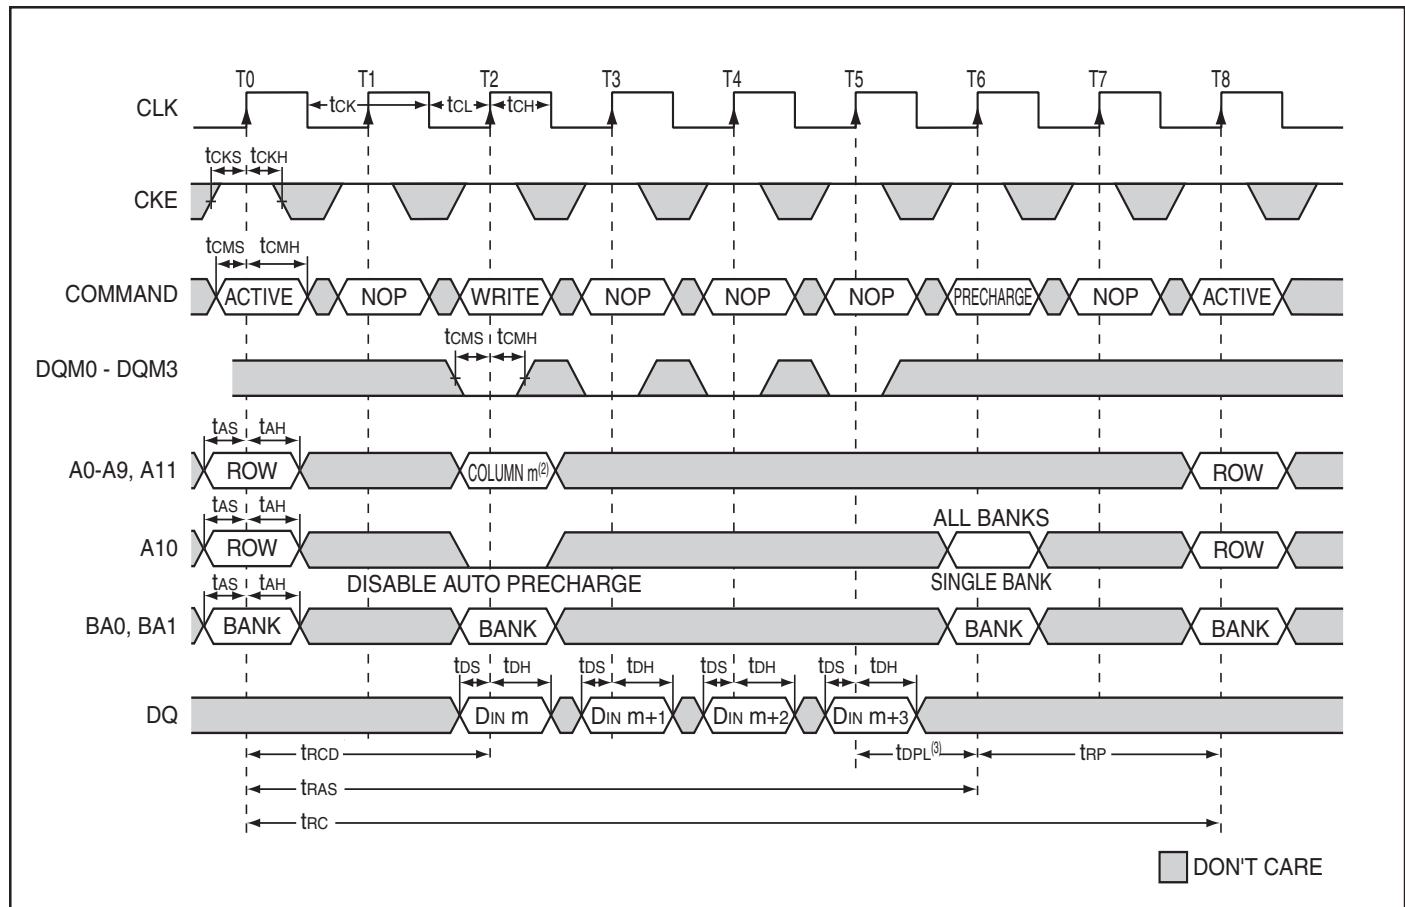 T0 T1 T2 T3 T4 T5 T6 T7 T8
CLK tCK tCL tCH
tCKS tCKH
CKE
tCMS tCMH
COMMAND ACTIVE NOP WRITE NOP NOP NOP PRECHARGE NOP ACTIVE
tCMS tCMH
DQM0 - DQM3
tAS tAH
A0-A9, A11 ROW COLUMN m(2) ROW
tAS tAH
ALL BANKS
A10 ROW ROW
DISABLE AUTO PRECHARGE SINGLE BANK
tAS tAH
BA0, BA1 BANK BANK BANK BANK
tDS tDH tDS tDH tDS tDH tDS tDH
DQ DIN m DIN m+1 DIN m+2 DIN m+3
tRCD tDPL(3) tRP
tRAS
tRC
DON'T CARE